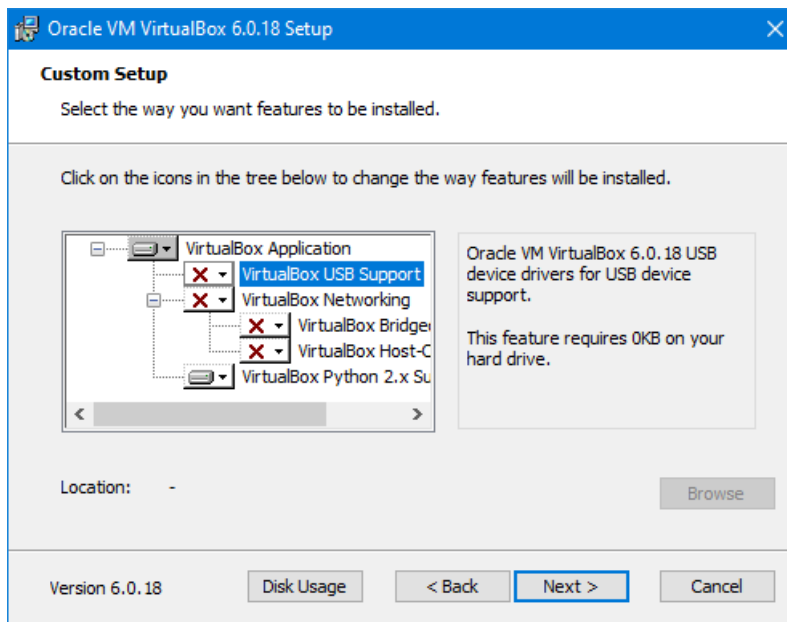 Oracle VM VirtualBox 6.0.18 Setup
Custom Setup
Select the way you want features to be installed.
Click on the icons in the tree below to change the way features will be installed.
VirtualBox Application
VirtualBox USB Support
VirtualBox Networking
VirtualBox Bridge
VirtualBox Host-C
VirtualBox Python 2.x Su
Oracle VM VirtualBox 6.0.18 USB
device drivers for USB device
support.
This feature requires 0KB on your
hard drive.
Location: -
Browse
Version 6.0.18
Disk Usage
< Back
Next >
Cancel